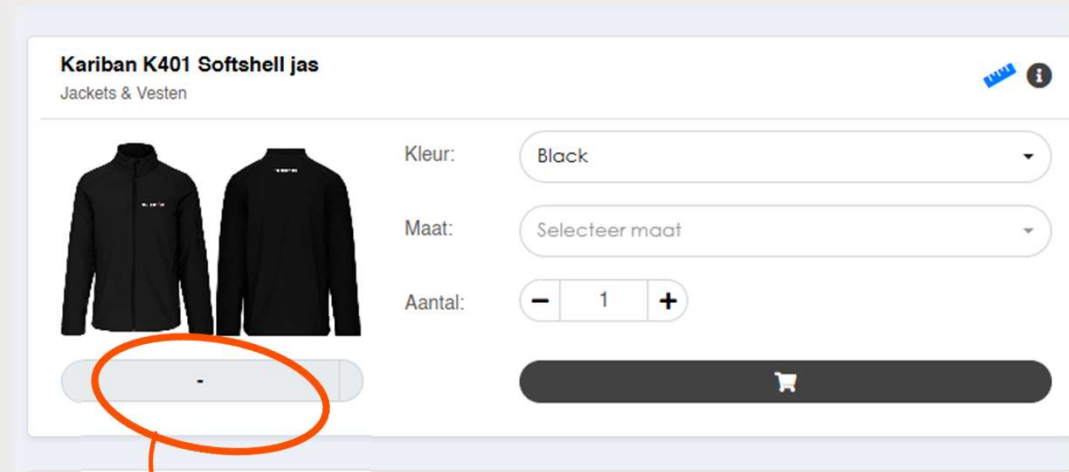 Kariban K401 Softshell jas
Jackets & Vesten
Kleur:
Black
Maat:
Selecteer maat
Aantal:
- 1 +
-